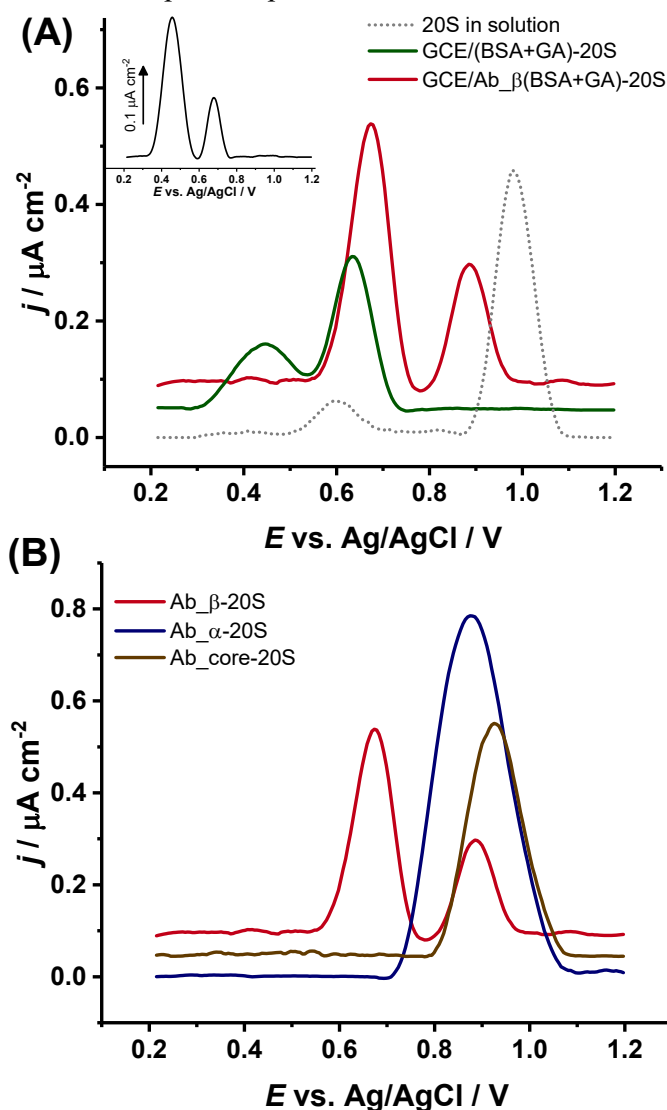 (A)
20S in solution
GCE/(BSA+GA)-20S
GCE/Ab_β(BSA+GA)-20S
0.1 μA cm-2
0.2 0.4 0.6 0.8 1.0 1.2
E vs. Ag/AgCl / V
0.6
0.4
0.2
0.0
j / μA cm-2
0.2 0.4 0.6 0.8 1.0 1.2
E vs. Ag/AgCl / V
(B)
Ab_β-20S
Ab_α-20S
Ab_core-20S
0.8
0.6
0.4
0.2
0.0
j / μA cm-2
0.2 0.4 0.6 0.8 1.0 1.2
E vs. Ag/AgCl / V